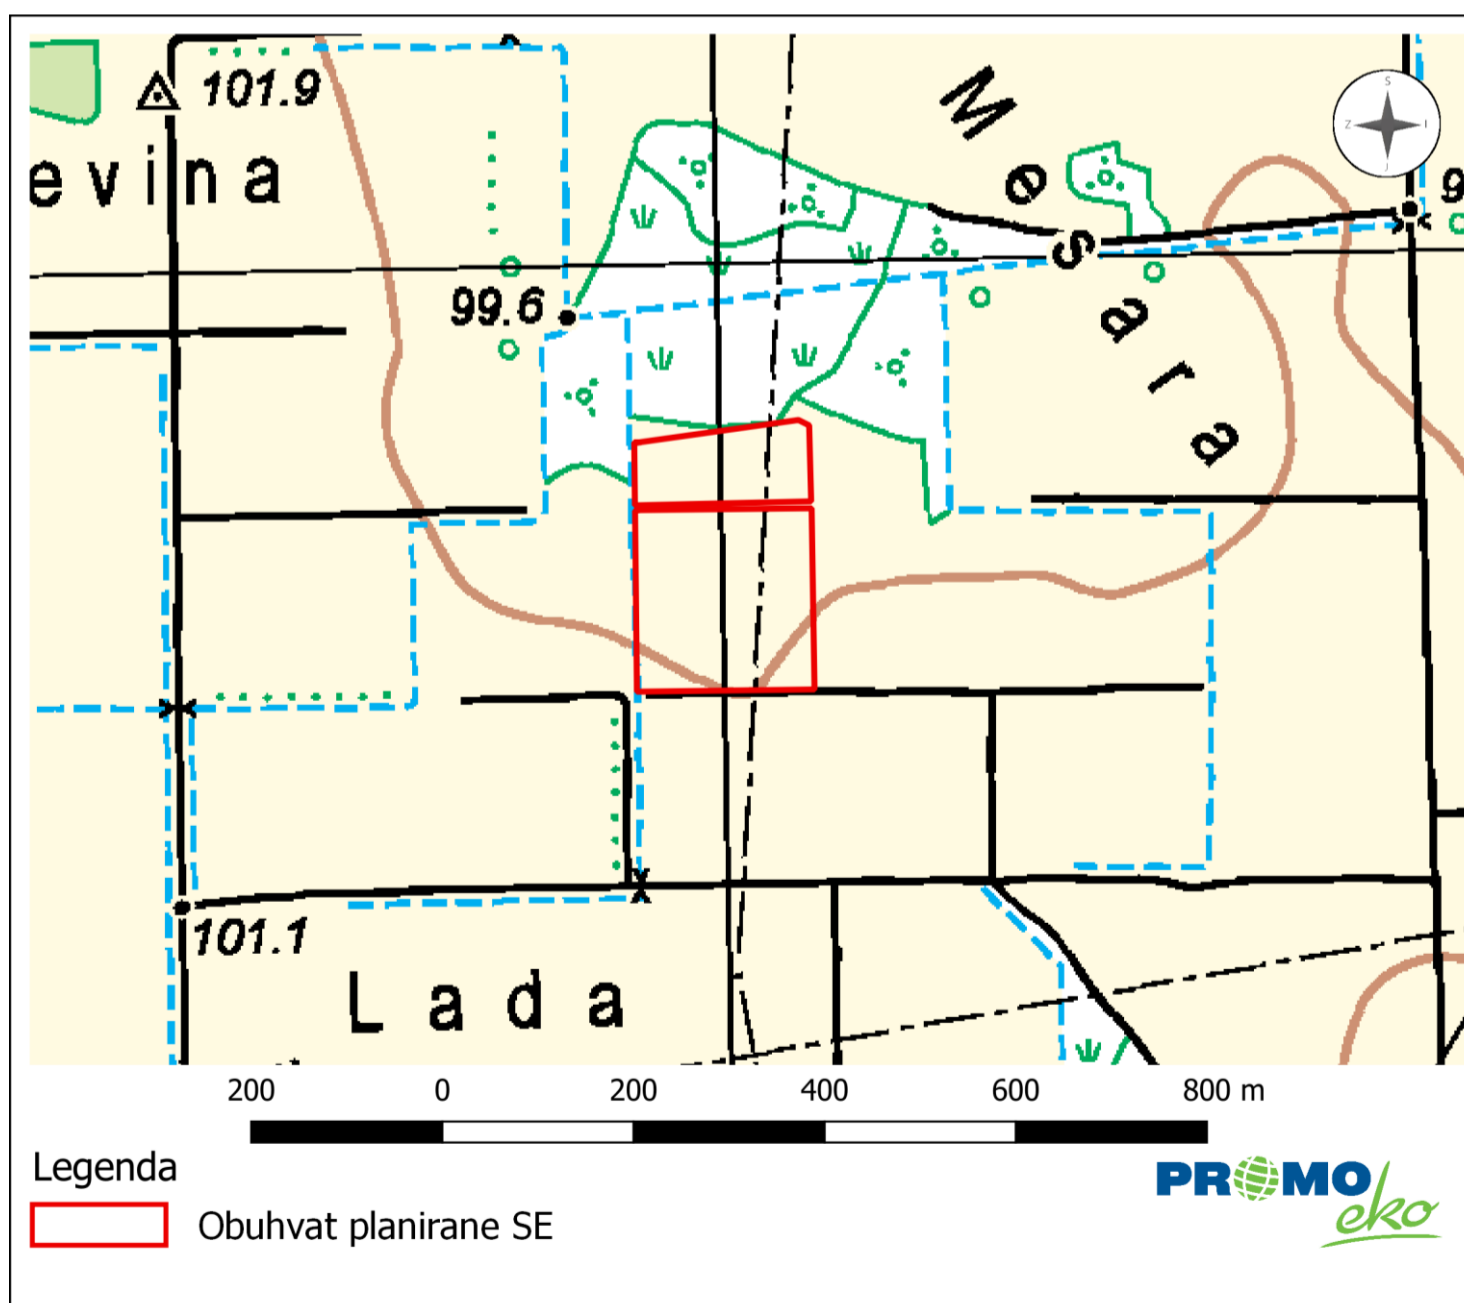 101.9
evina
Mesara
S
Z I
J
9
99.6
101.1
Lada
200 0 200 400 600 800 m
Legenda
Obuhvat planirane SE
PROMO
eko